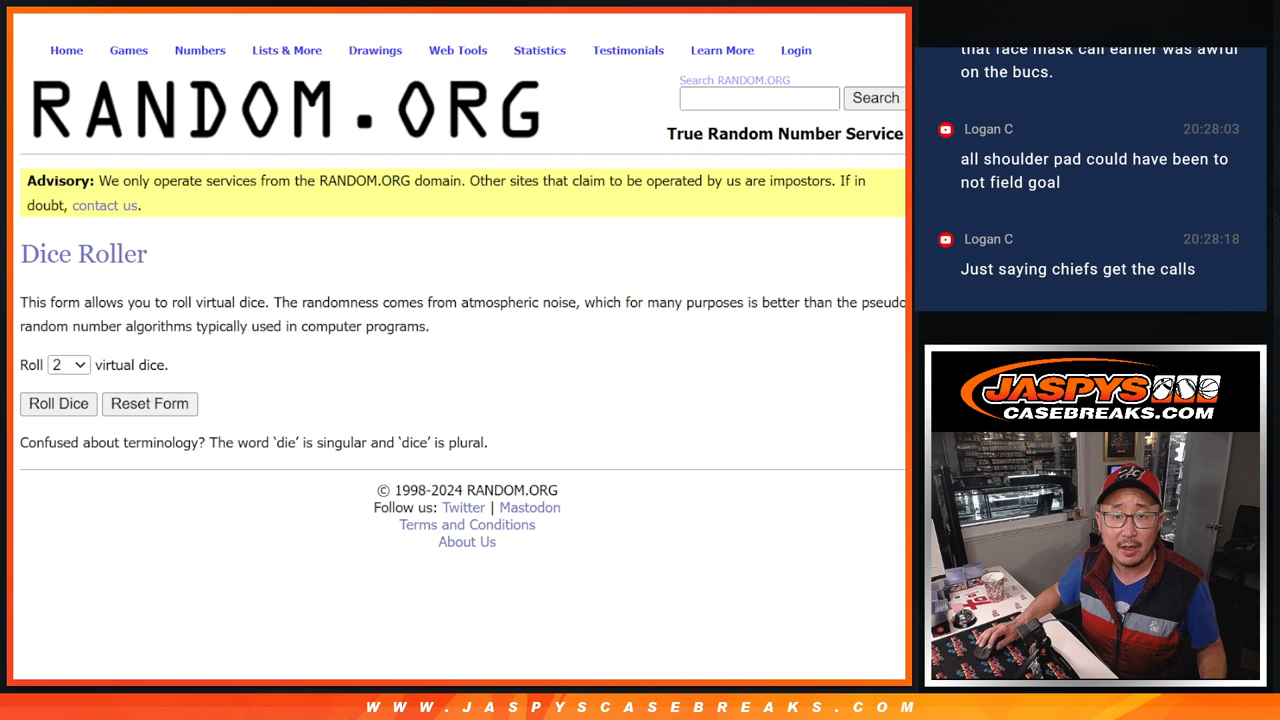 Home Games Numbers Lists & More Drawings Web Tools Statistics Testimonials Learn More Login
RANDOM.ORG
Search RANDOM.ORG
Search
True Random Number Service
Advisory: We only operate services from the RANDOM.ORG domain. Other sites that claim to be operated by us are impostors. If in
doubt, contact us.
Dice Roller
This form allows you to roll virtual dice. The randomness comes from atmospheric noise, which for many purposes is better than the pseudo
random number algorithms typically used in computer programs.
Roll 2 virtual dice.
Roll Dice Reset Form
Confused about terminology? The word ‘die’ is singular and ‘dice’ is plural.
© 1998-2024 RANDOM.ORG
Follow us: Twitter | Mastodon
Terms and Conditions
About Us
that face mask call earlier was awful
on the bucs.
Logan C 20:28:03
all shoulder pad could have been to
not field goal
Logan C 20:28:18
Just saying chiefs get the calls
JASPYS
CASEBREAKS.COM
WWW.JASPYSCASEBREAKS.COM